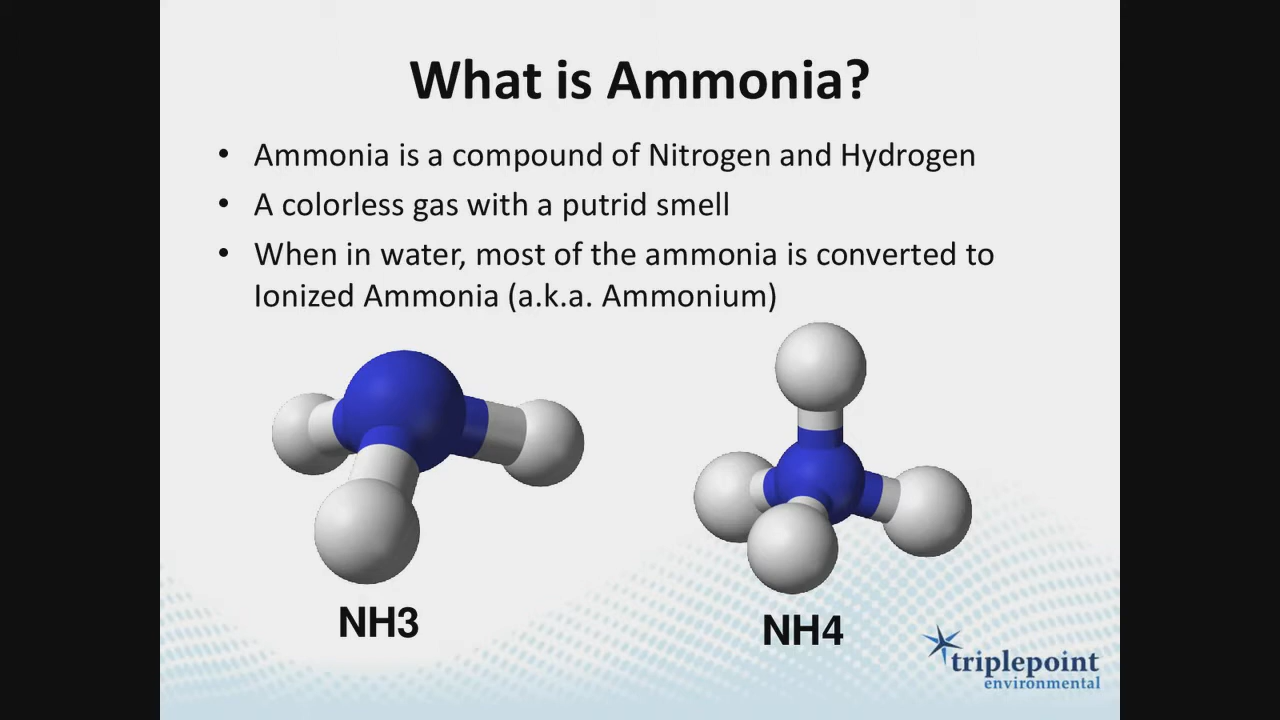 What is Ammonia?
• Ammonia is a compound of Nitrogen and Hydrogen
• A colorless gas with a putrid smell
• When in water, most of the ammonia is converted to
Ionized Ammonia (a.k.a. Ammonium)
NH3
NH4
triplepoint
environmental